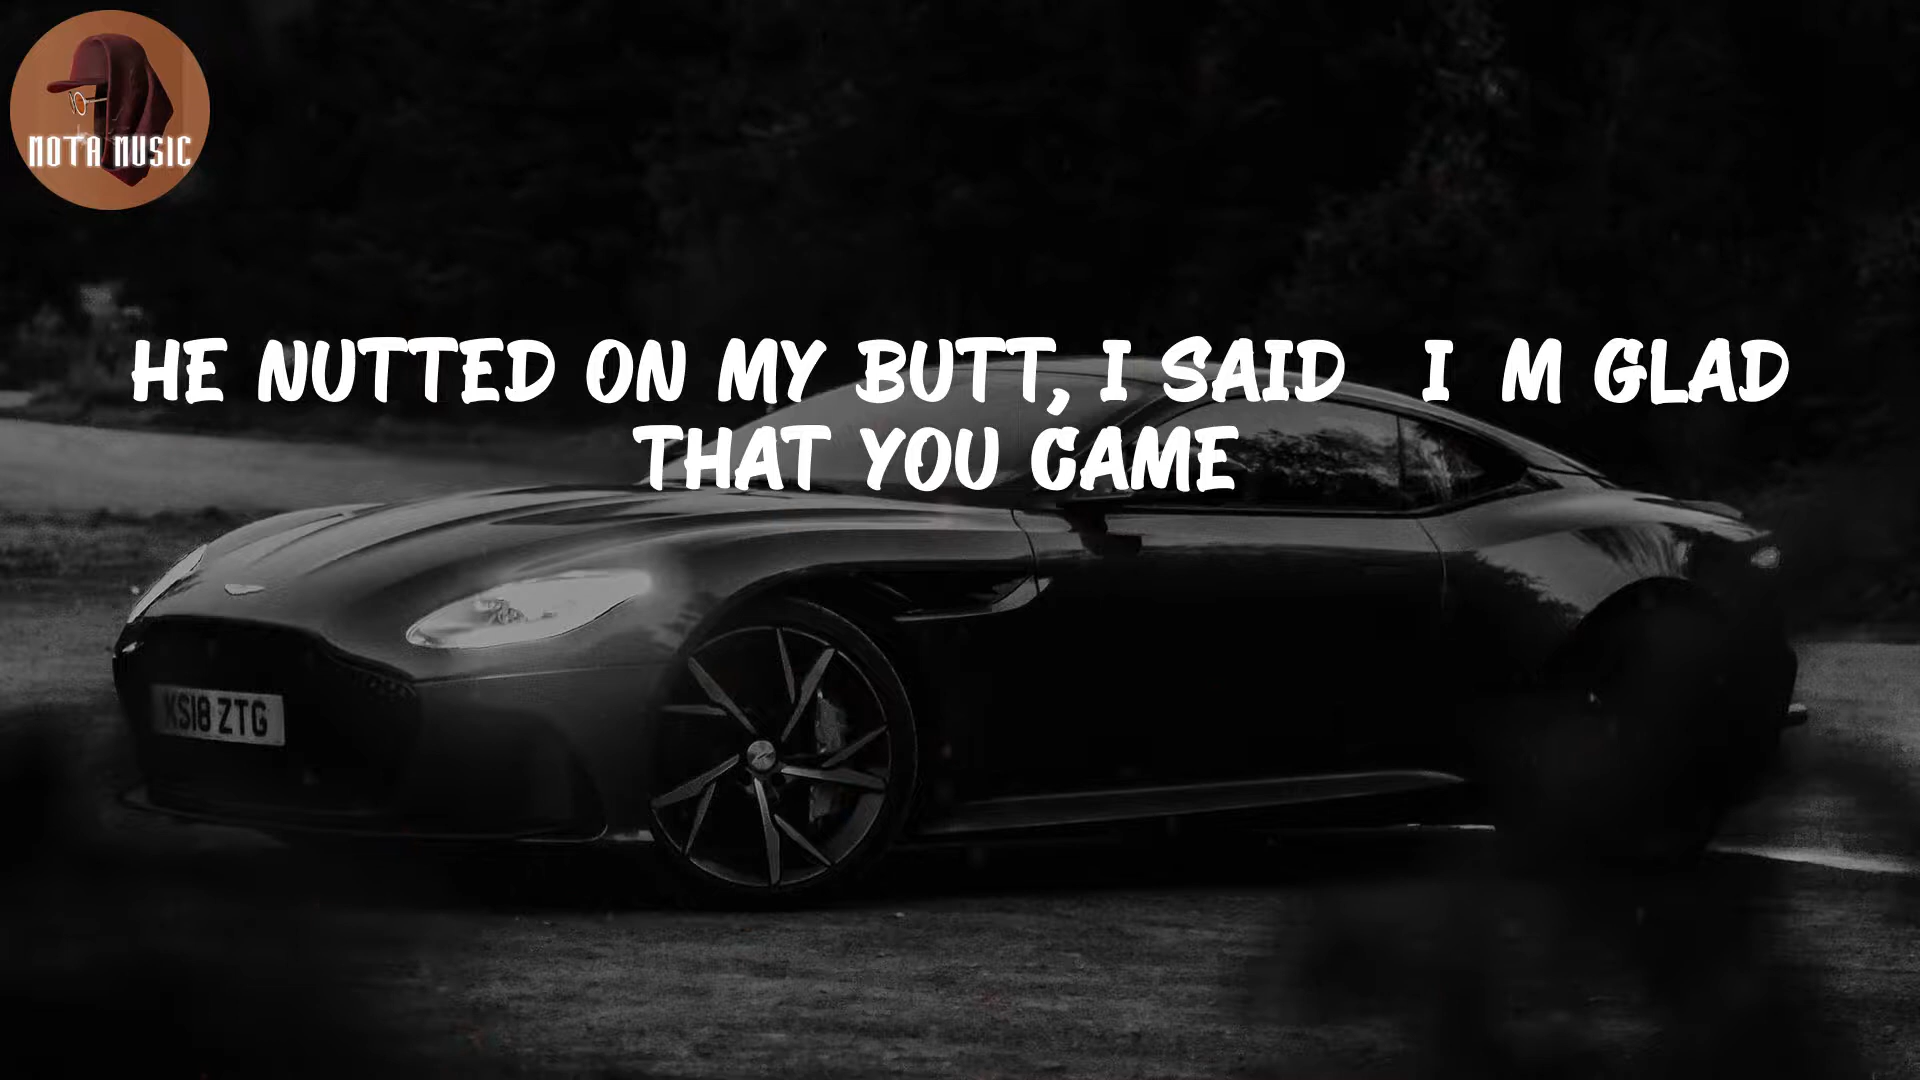 NOTA MUSIC
HE NUTTED ON MY BUTT, I SAID I M GLAD
THAT YOU CAME
KS18 ZTG